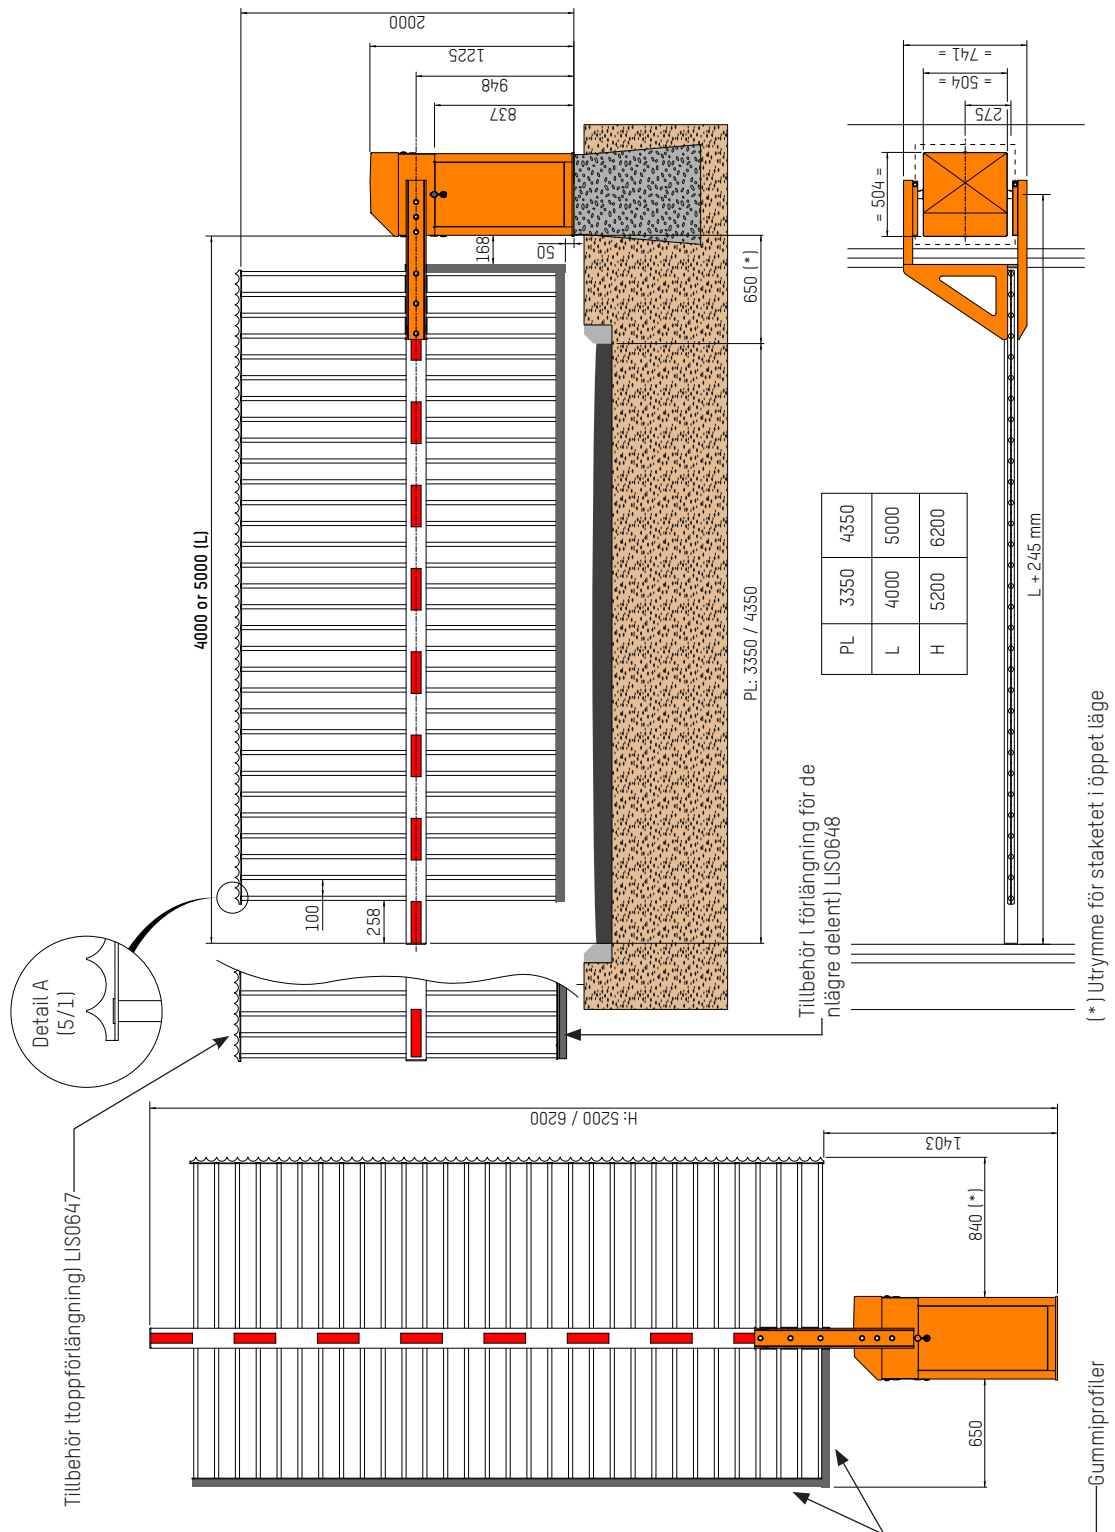 Tillbehör (toppförlängning) LIS0647
Detail A
(5/1)
4000 or 5000 (L)
2000
1225
948
837
168
50
650 (*)
100
258
PL: 3350 / 4350
Tillbehör ( förlängning för de
nlägre delent) LIS0648
H: 5200 / 6200
1403
840 (*)
650
Gummiprofiler
= 741 =
= 504 =
275
= 504 =
L + 245 mm
PL 3350 4350
L 4000 5000
H 5200 6200
(*) Utrymme för staketet i öppet läge